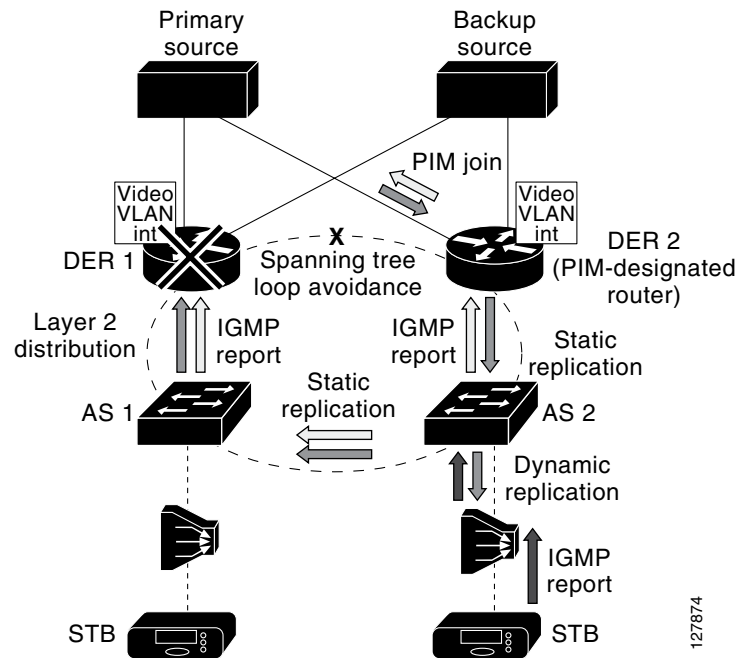 Primary
source
Backup
source
PIM join
Video
VLAN
int
Video
VLAN
int
DER 1
X
Spanning tree
loop avoidance
DER 2
(PIM-designated
router)
Layer 2
distribution
IGMP
report
IGMP
report
Static
replication
Static
replication
AS 1
AS 2
Dynamic
replication
IGMP
report
STB
STB
127874